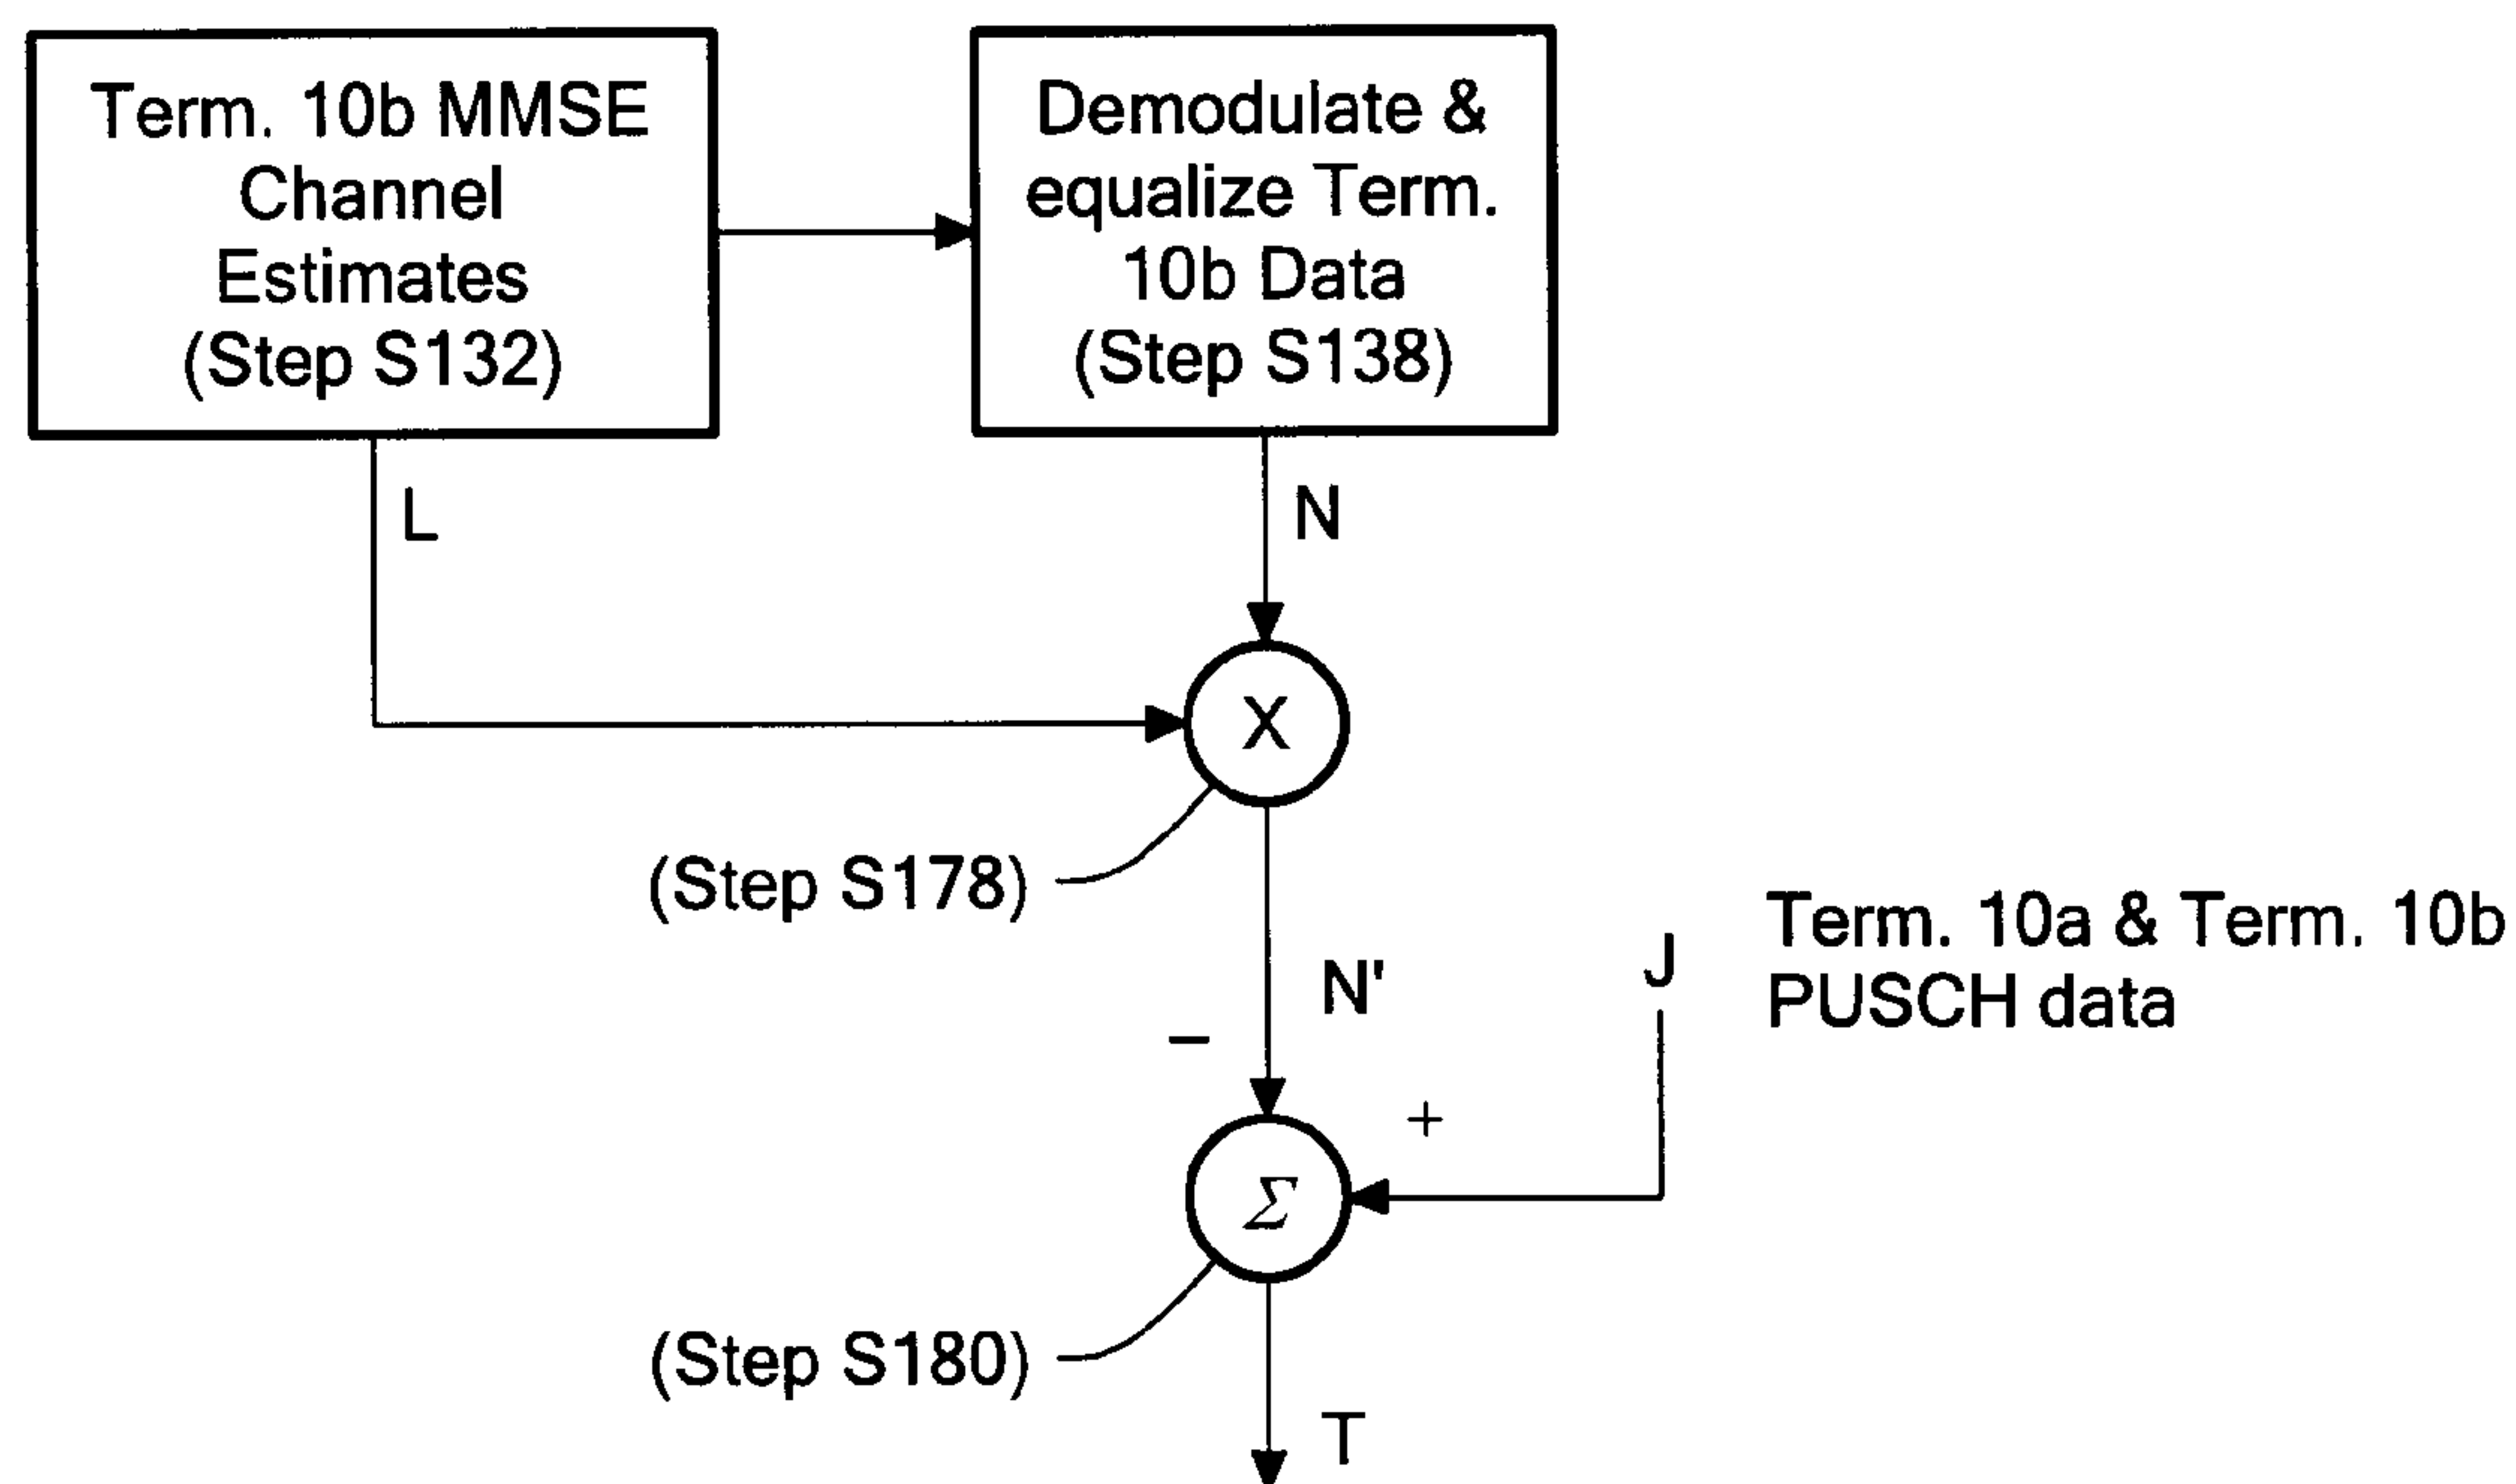 Term. 10b MMSE
Channel
Estimates
(Step S132)
Demodulate &
equalize Term.
10b Data
(Step S138)
L
N
X
(Step S178)
N'
–
J
Term. 10a & Term. 10b
PUSCH data
+
Σ
(Step S180)
T